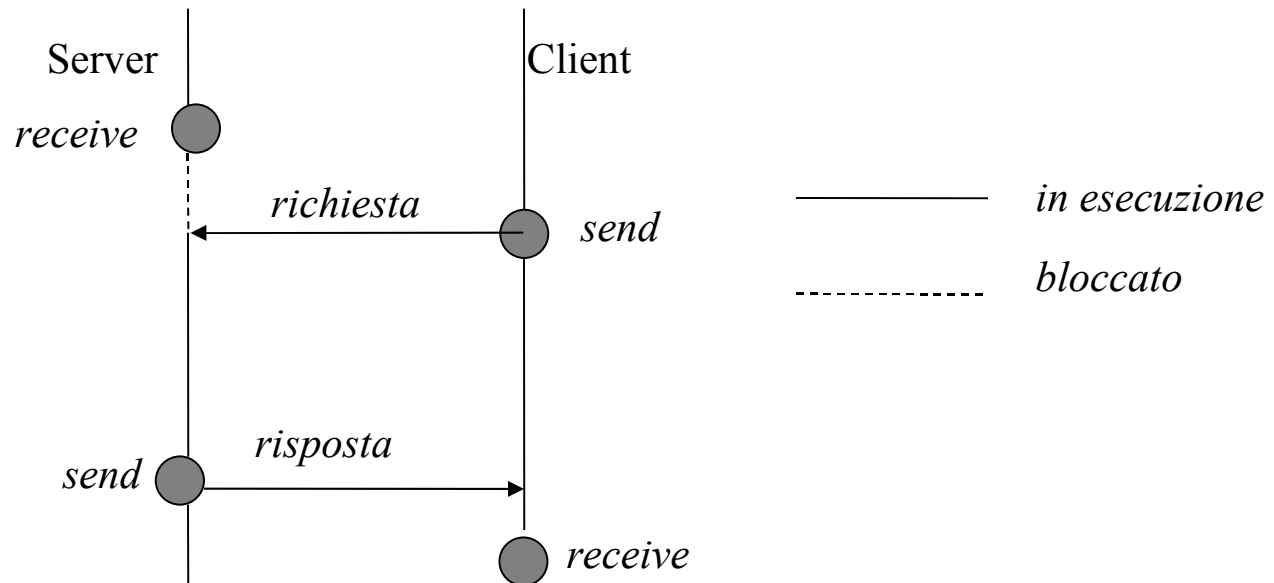 Server
Client
receive
richiesta
send
in esecuzione
bloccato
risposta
send
receive